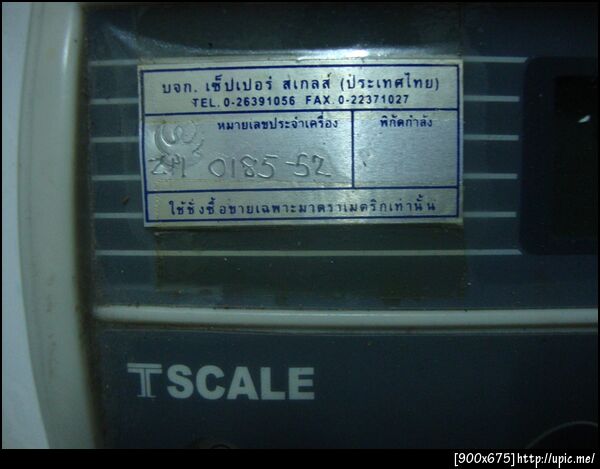 บจก. เซ็ปเปอร์ สเกลส์ (ประเทศไทย)
TEL. 0-26391056 FAX. 0-22371027
หมายเลขประจำเครื่อง พิกัดกำลัง
0185-52
ใช้ชั่งซื้อขายเฉพาะมาตราเมตริกเท่านั้น
TSCALE
[900x675]http://upic.me/